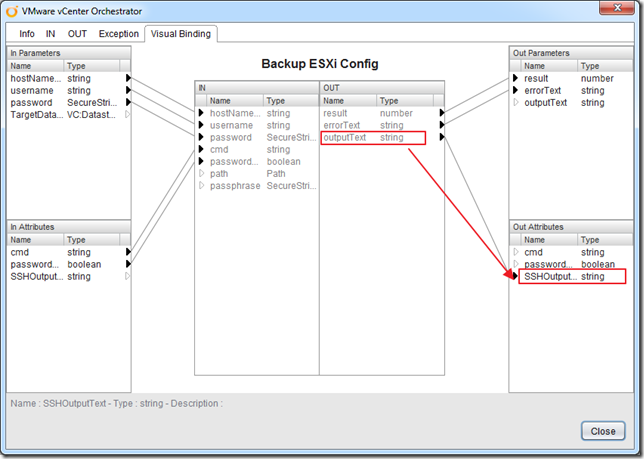 VMware vCenter Orchestrator
Info IN OUT Exception Visual Binding
In Parameters
Name Type
hostName... string
username string
password SecureStri...
TargetData... VC:Datast...
In Attributes
Name Type
cmd string
password... boolean
SSHOutput... string
Backup ESXi Config
IN
Name Type
hostName... string
username string
password SecureStri...
cmd string
password... boolean
path Path
passphrase SecureStri...
OUT
Name Type
result number
errorText string
outputText string
Out Parameters
Name Type
result number
errorText string
outputText string
Out Attributes
Name Type
cmd string
password... boolean
SSHOutput... string
Name : SSHOutputText - Type : string - Description :
Close